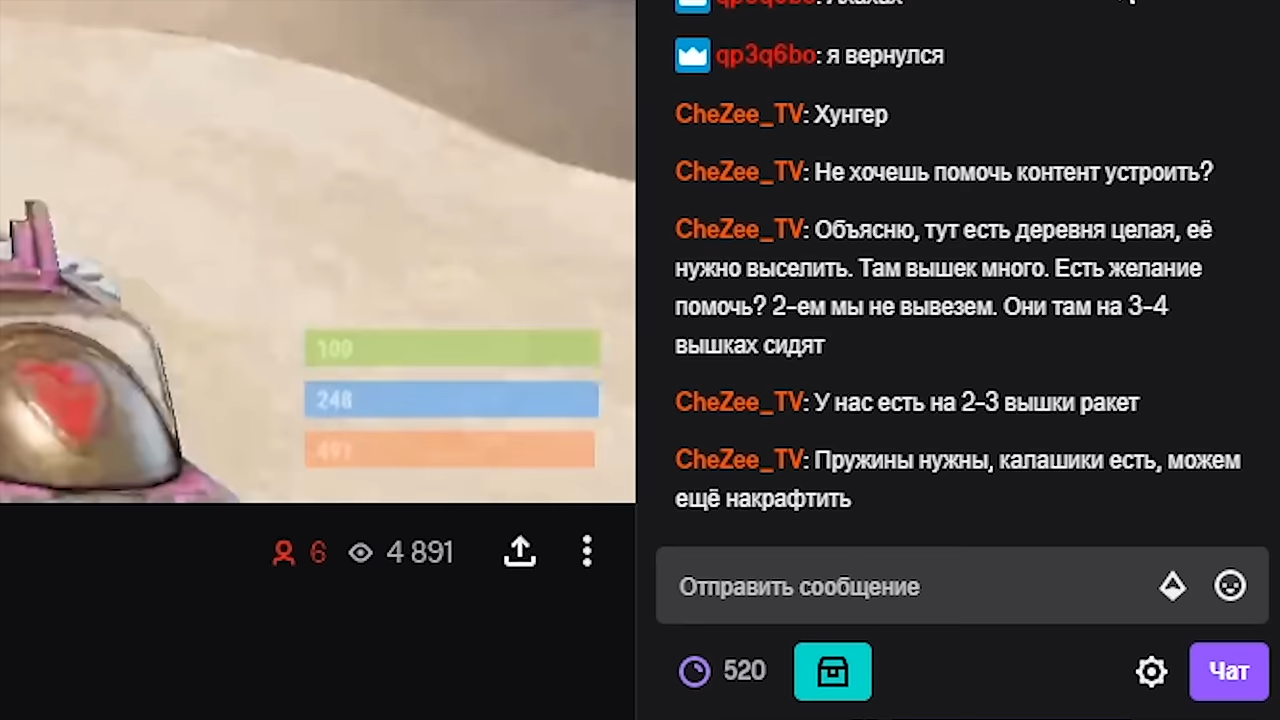 qp3q6bo: я вернулся
CheZee_TV: Хунгер
CheZee_TV: Не хочешь помочь контент устроить?
CheZee_TV: Объясню, тут есть деревня целая, её
нужно выселить. Там вышек много. Есть желание
помочь? 2-ем мы не вывезем. Они там на 3-4
вышках сидят
CheZee_TV: У нас есть на 2-3 вышки ракет
CheZee_TV: Пружины нужны, калашики есть, можем
ещё накрафтить
100
248
491
6 4 891
Отправить сообщение
520
Чат